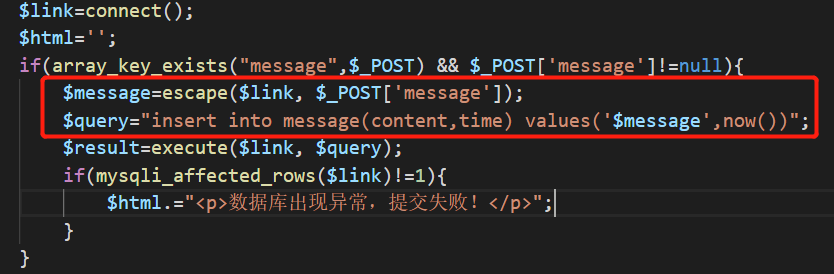 $link=connect();
$html='';
if(array_key_exists("message",$_POST) && $_POST['message']!=null){
$message=escape($link, $_POST['message']);
$query="insert into message(content,time) values('$message',now())";
$result=execute($link, $query);
if(mysqli_affected_rows($link)!=1){
$html.="<p>数据库出现异常，提交失败！</p>";
}
}